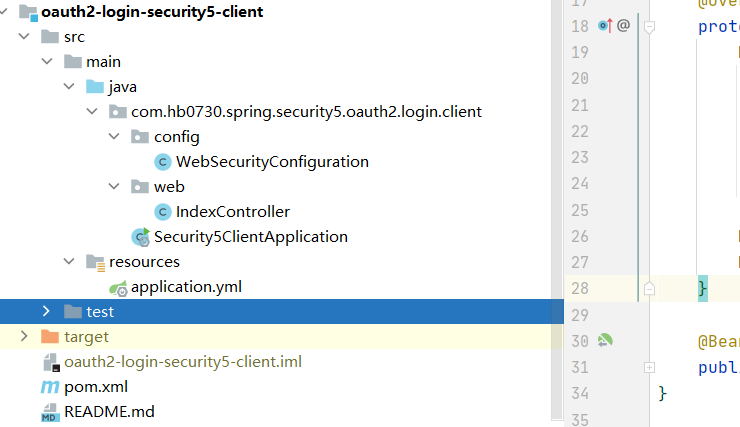 oauth2-login-security5-client
src
main
java
com.hb0730.spring.security5.oauth2.login.client
config
WebSecurityConfiguration
web
IndexController
Security5ClientApplication
resources
application.yml
test
target
oauth2-login-security5-client.iml
m pom.xml
MD README.md
17
18 @ prote
19
20
21
22
23
24
25
26
27
28 }
29
30 @Bea
31 publ
34 }
35